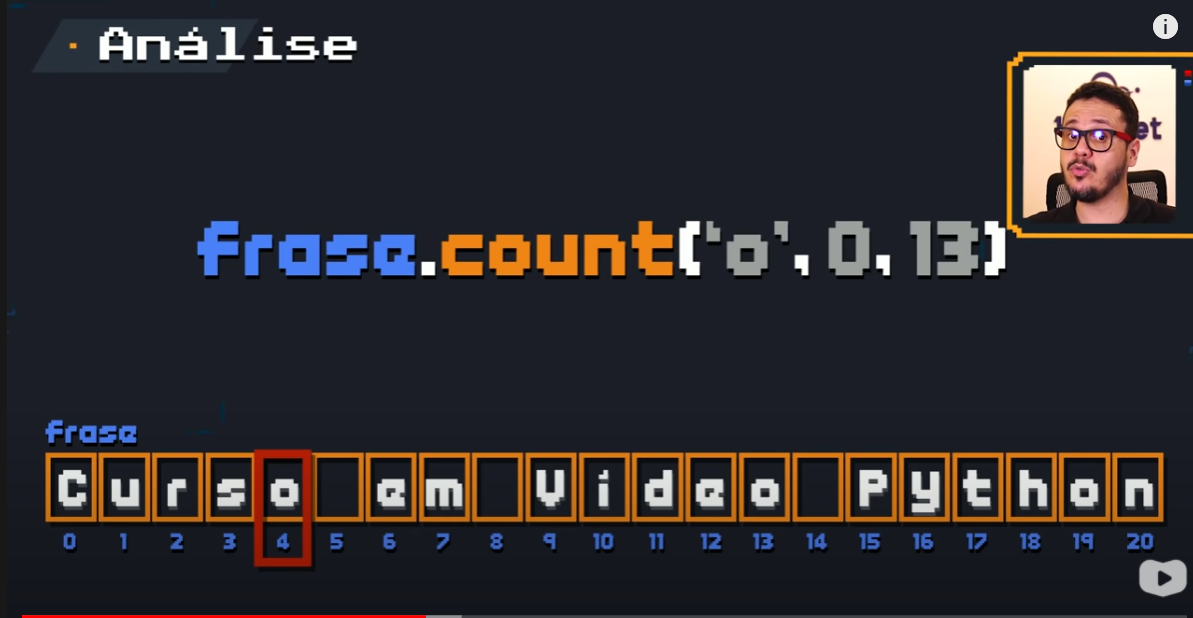 Análise
frase.count('o', 0, 13)
frase
C u r s o e m V í d e o P y t h o n
0 1 2 3 4 5 6 7 8 9 10 11 12 13 14 15 16 17 18 19 20